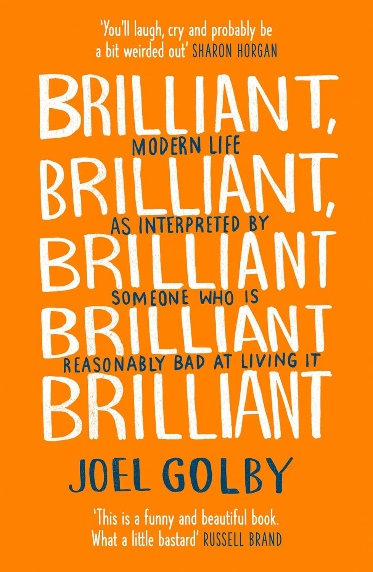 'You'll laugh, cry and probably be
a bit weirded out' SHARON HORGAN
BRILLIANT,
MODERN LIFE
BRILLIANT,
AS INTERPRETED BY
BRILLIANT
SOMEONE WHO IS
BRILLIANT
REASONABLY BAD AT LIVING IT
BRILLIANT
JOEL GOLBY
'This is a funny and beautiful book.
What a little bastard' RUSSELL BRAND